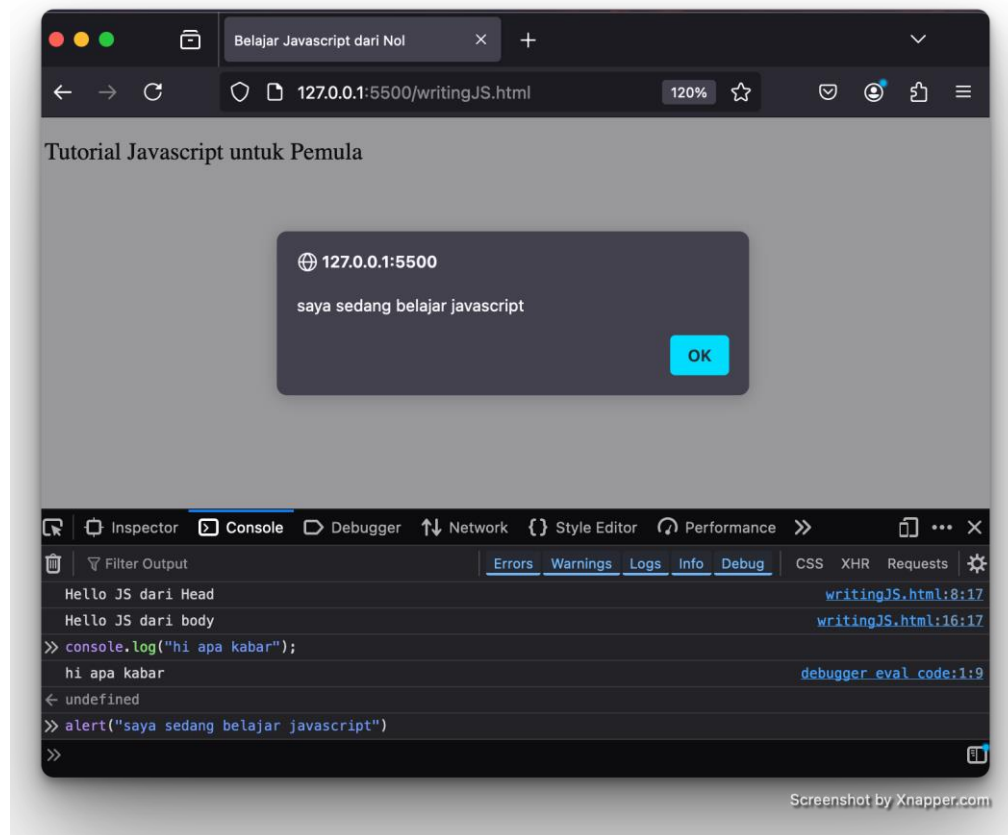 Belajar Javascript dari Nol
127.0.0.1:5500/writingJS.html 120%
Tutorial Javascript untuk Pemula
127.0.0.1:5500
saya sedang belajar javascript
OK
Inspector Console Debugger Network Style Editor Performance
Filter Output Errors Warnings Logs Info Debug CSS XHR Requests
Hello JS dari Head writingJS.html:8:17
Hello JS dari body writingJS.html:16:17
» console.log("hi apa kabar");
hi apa kabar debugger eval code:1:9
← undefined
» alert("saya sedang belajar javascript")
»
Screenshot by Xnapper.com